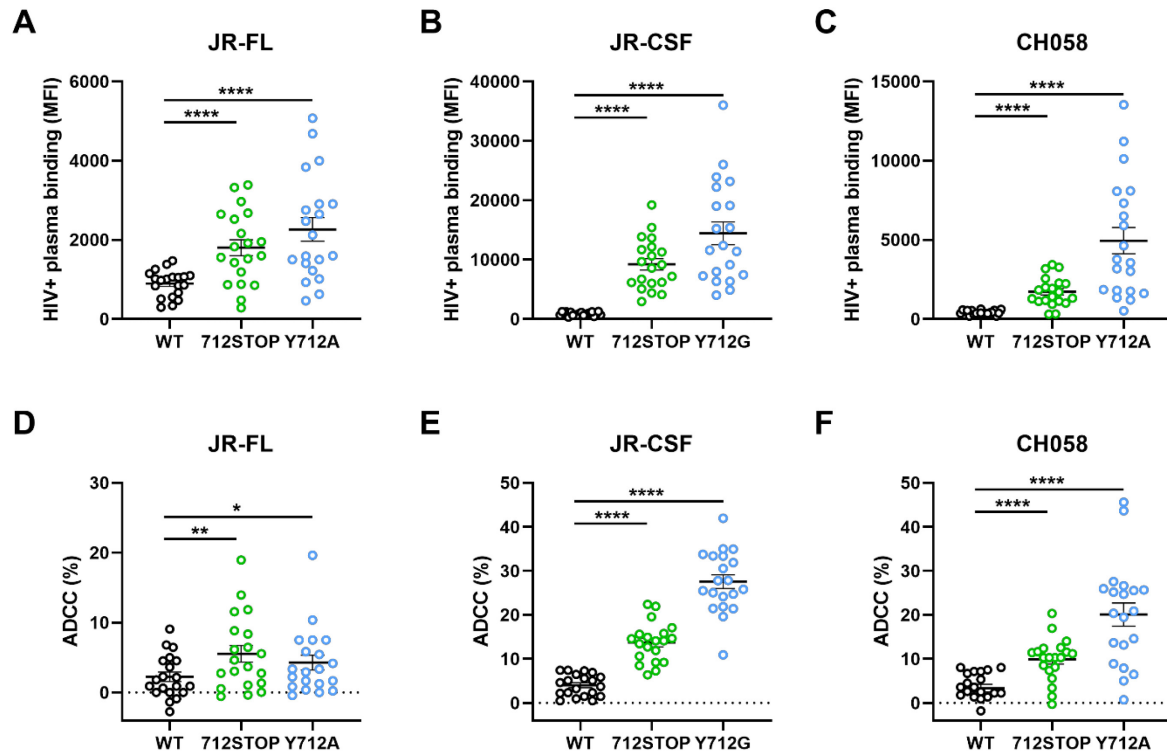 A
JR-FL
HIV+ plasma binding (MFI)
6000
4000
2000
0
****
****
WT 712STOP Y712A
B
JR-CSF
HIV+ plasma binding (MFI)
40000
30000
20000
10000
0
****
****
WT 712STOP Y712G
C
CH058
HIV+ plasma binding (MFI)
15000
10000
5000
0
****
****
WT 712STOP Y712A
D
JR-FL
ADCC (%)
30
20
10
0
*
**
WT 712STOP Y712A
E
JR-CSF
ADCC (%)
50
40
30
20
10
0
****
****
WT 712STOP Y712G
F
CH058
ADCC (%)
50
40
30
20
10
0
****
****
WT 712STOP Y712A